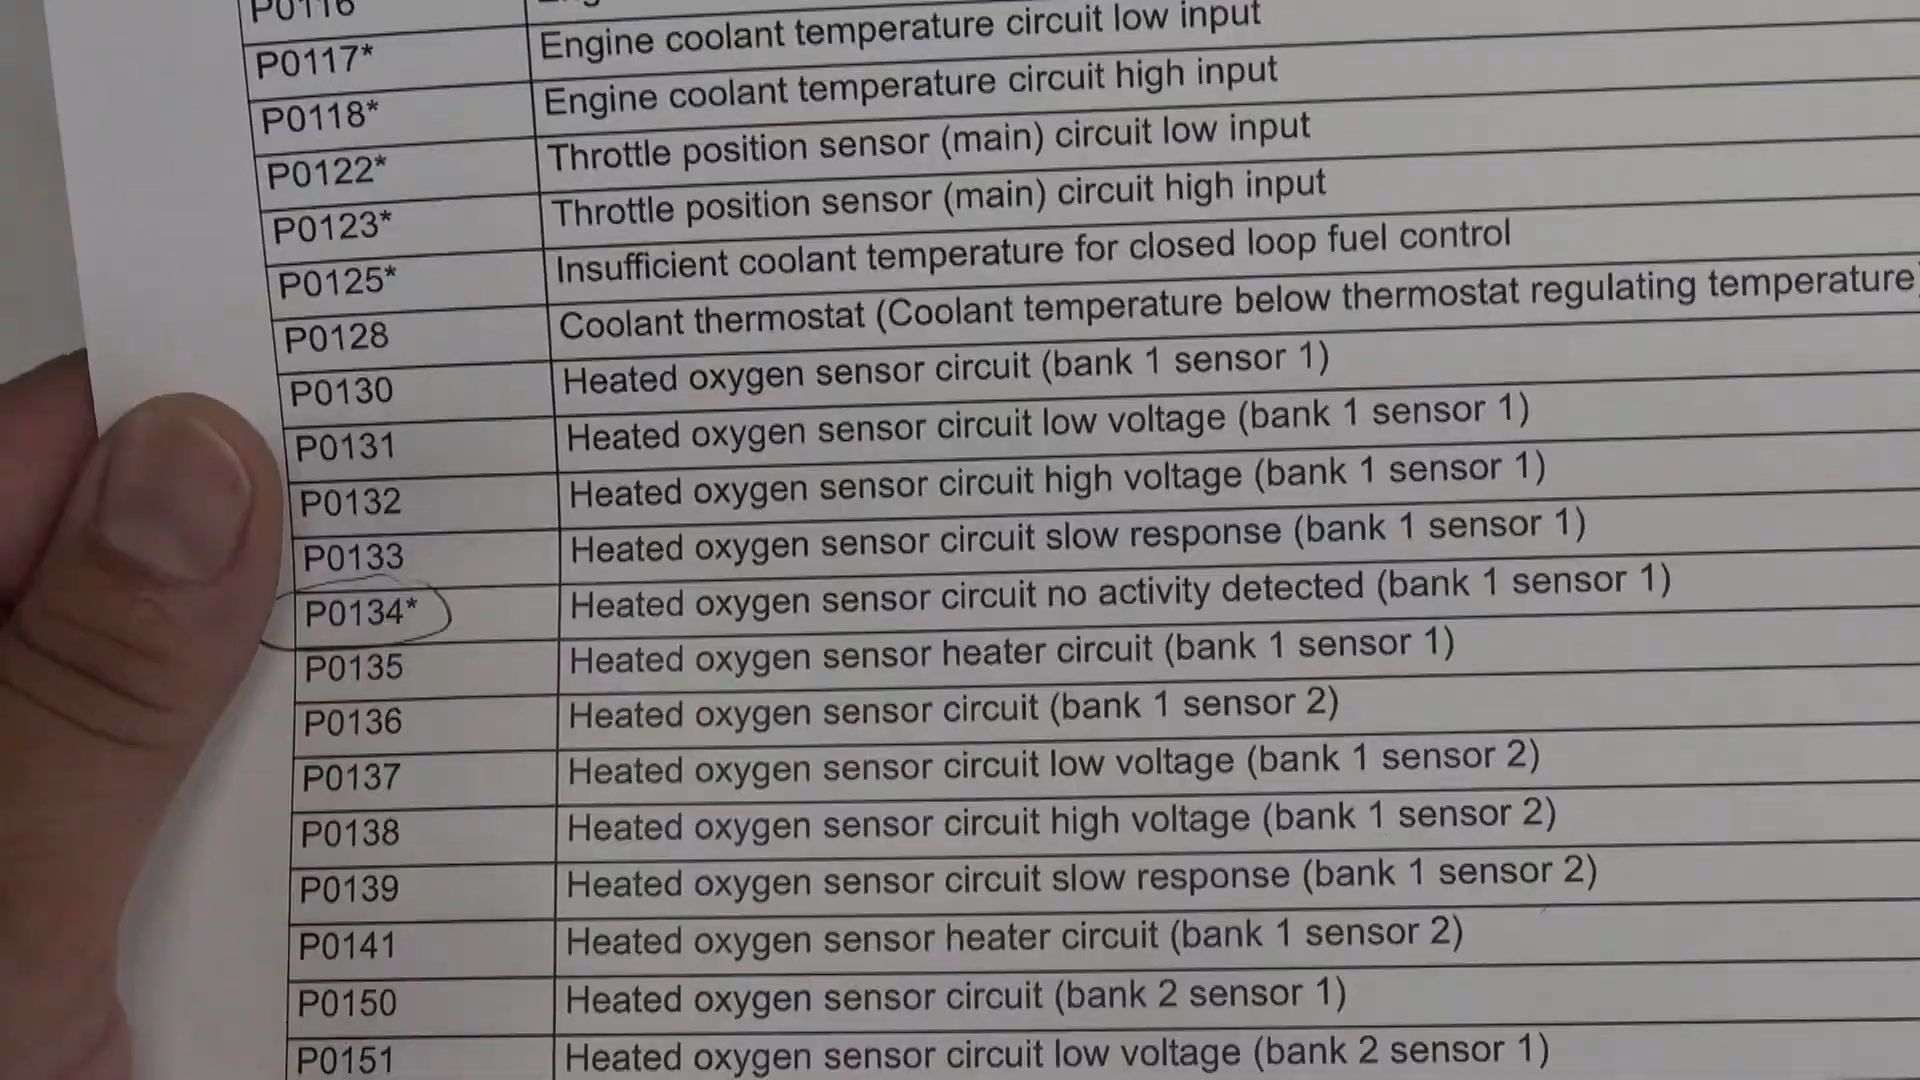 P0116
P0117* Engine coolant temperature circuit low input
P0118* Engine coolant temperature circuit high input
P0122* Throttle position sensor (main) circuit low input
P0123* Throttle position sensor (main) circuit high input
P0125* Insufficient coolant temperature for closed loop fuel control
P0128 Coolant thermostat (Coolant temperature below thermostat regulating temperature)
P0130 Heated oxygen sensor circuit (bank 1 sensor 1)
P0131 Heated oxygen sensor circuit low voltage (bank 1 sensor 1)
P0132 Heated oxygen sensor circuit high voltage (bank 1 sensor 1)
P0133 Heated oxygen sensor circuit slow response (bank 1 sensor 1)
P0134* Heated oxygen sensor circuit no activity detected (bank 1 sensor 1)
P0135 Heated oxygen sensor heater circuit (bank 1 sensor 1)
P0136 Heated oxygen sensor circuit (bank 1 sensor 2)
P0137 Heated oxygen sensor circuit low voltage (bank 1 sensor 2)
P0138 Heated oxygen sensor circuit high voltage (bank 1 sensor 2)
P0139 Heated oxygen sensor circuit slow response (bank 1 sensor 2)
P0141 Heated oxygen sensor heater circuit (bank 1 sensor 2)
P0150 Heated oxygen sensor circuit (bank 2 sensor 1)
P0151 Heated oxygen sensor circuit low voltage (bank 2 sensor 1)